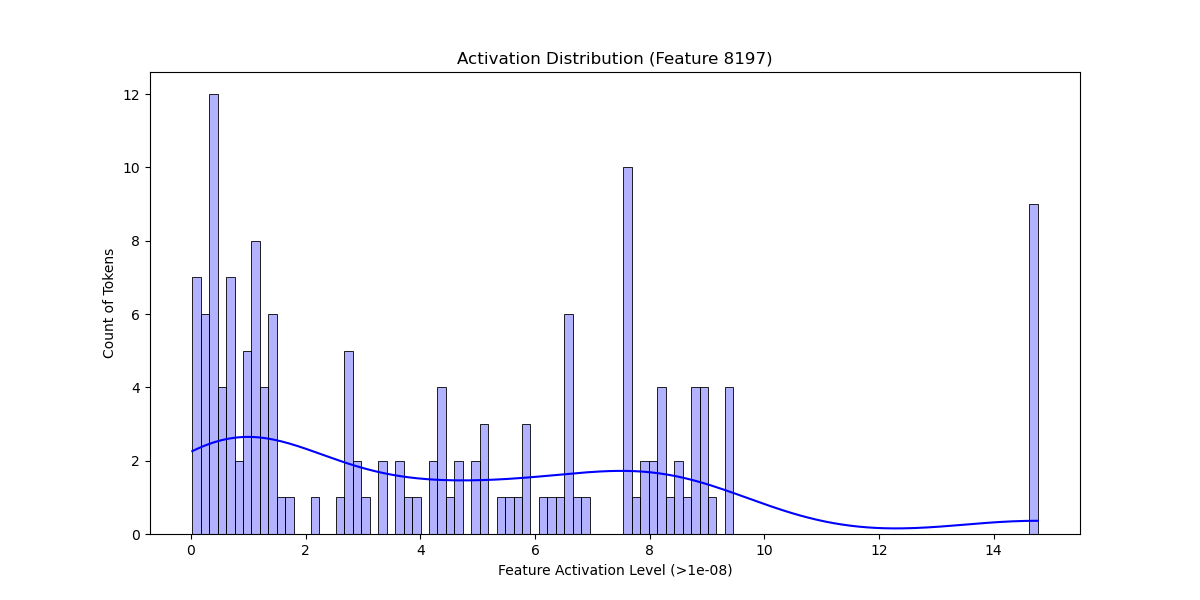 Activation Distribution (Feature 8197)
12
10
8
6
4
2
0
Count of Tokens
0 2 4 6 8 10 12 14
Feature Activation Level (>1e-08)